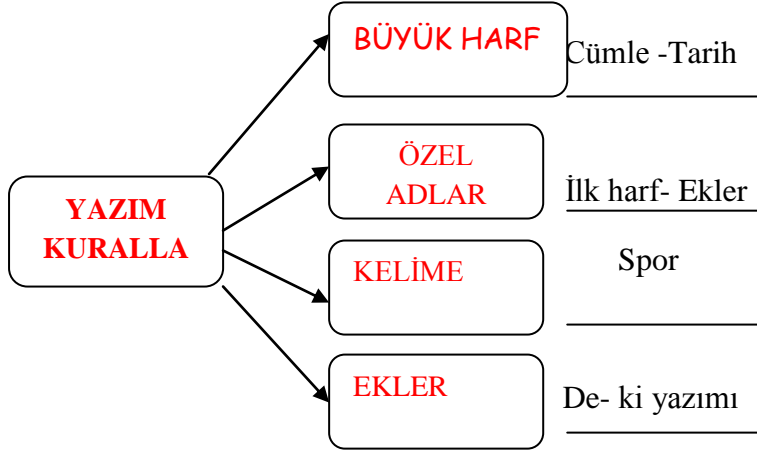 BÜYÜK HARF
Cümle -Tarih
ÖZEL
ADLAR
İlk harf- Ekler
YAZIM
KURALLA
KELİME
Spor
EKLER
De- ki yazımı